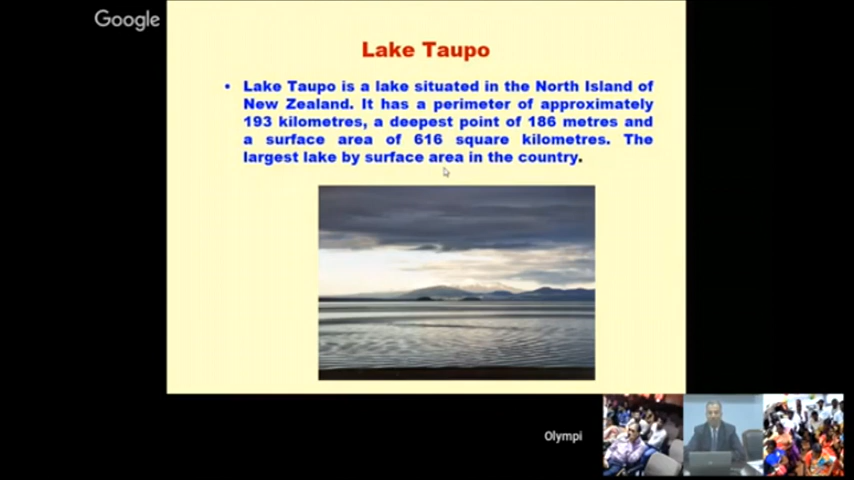 Google
Lake Taupo
• Lake Taupo is a lake situated in the North Island of
New Zealand. It has a perimeter of approximately
193 kilometres, a deepest point of 186 metres and
a surface area of 616 square kilometres. The
largest lake by surface area in the country.
Olympi